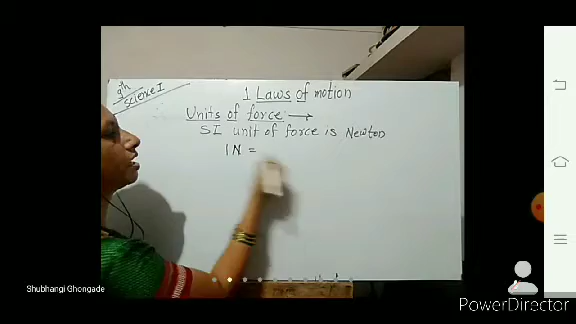 9th
Science I
1 Laws of motion
Units of force →
SI unit of force is Newton
1N =
Shubhangi Ghongade
PowerDirector